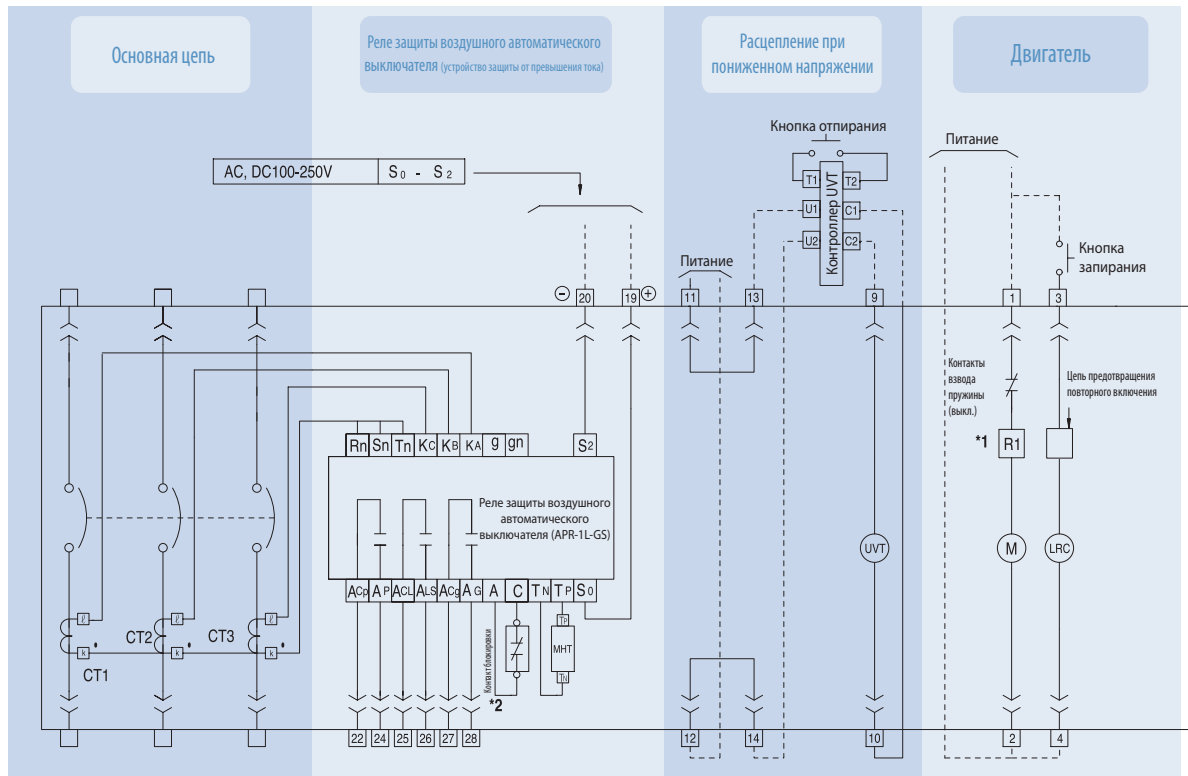 Основная цепь
Реле защиты воздушного автоматического
выключателя (устройство защиты от превышения тока)
Расцепление при
пониженном напряжении
Двигатель
Кнопка отпирания
Питание
AC, DC100-250V
S0 - S2
T1
T2
U1
C1
U2
C2
Контроллер UVT
Кнопка
запирания
Питание
20
19
11
13
9
1
3
Контакты
взвода
пружины
(выкл.)
Цепь предотвращения
повторного включения
*1
R1
Rn
Sn
Tn
KC
KB
KA
g
gn
S2
Реле защиты воздушного
автоматического
выключателя (APR-1L-GS)
UVT
M
LRC
ACp
AP
ACL
ALS
ACg
AG
A
C
TN
TP
S0
ℓ
ℓ
ℓ
k
k
k
CT1
CT2
CT3
Контакт блокировки
*2
TP
MHT
TN
22
24
25
26
27
28
12
14
10
2
4